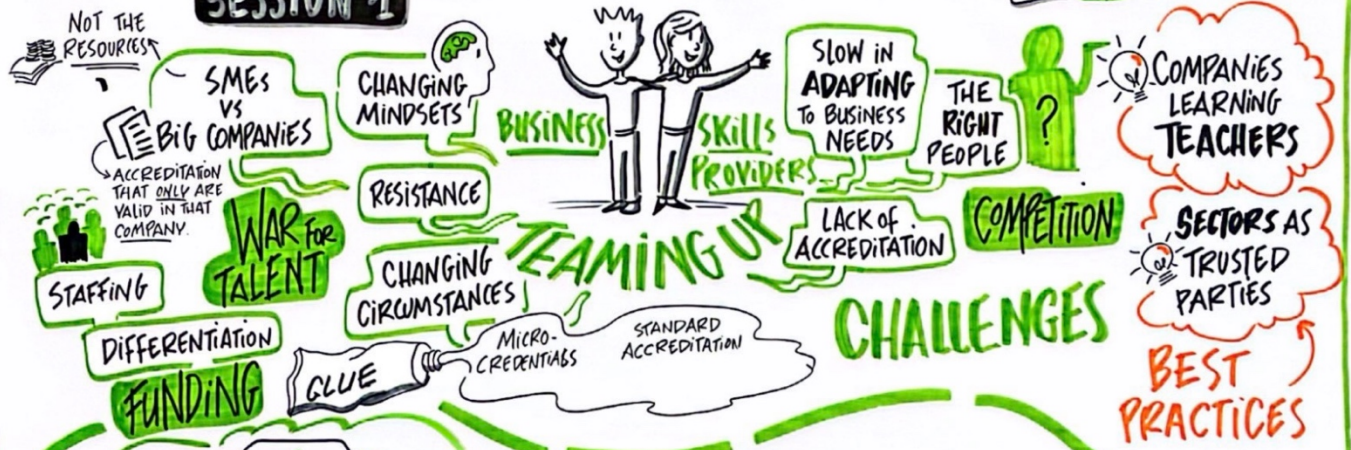 SESSION 1
NOT THE
RESOURCES
SMEs
VS
BIG COMPANIES
ACCREDITATION
THAT ONLY ARE
VALID IN THAT
COMPANY.
WAR FOR
TALENT
STAFFING
DIFFERENTIATION
FUNDING
CHANGING
MINDSETS
RESISTANCE
CHANGING
CIRCUMSTANCES
GLUE
MICRO-
CREDENTIALS
STANDARD
ACCREDITATION
BUSINESS
SKILLS
PROVIDERS
TEAMING UP
SLOW IN
ADAPTING
TO BUSINESS
NEEDS
THE
RIGHT
PEOPLE
?
LACK OF
ACCREDITATION
COMPETITION
CHALLENGES
COMPANIES
LEARNING
TEACHERS
SECTORS AS
TRUSTED
PARTIES
BEST
PRACTICES